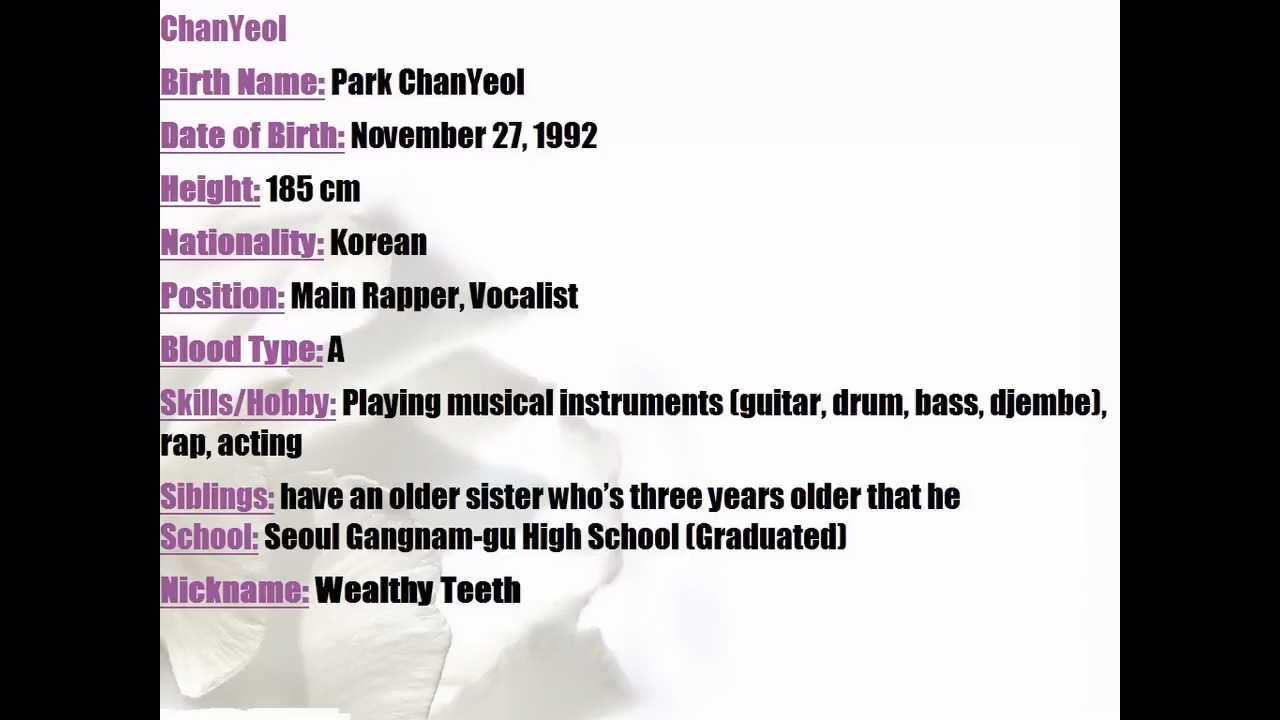 ChanYeol
Birth Name: Park ChanYeol
Date of Birth: November 27, 1992
Height: 185 cm
Nationality: Korean
Position: Main Rapper, Vocalist
Blood Type: A
Skills/Hobby: Playing musical instruments (guitar, drum, bass, djembe),
rap, acting
Siblings: have an older sister who’s three years older that he
School: Seoul Gangnam-gu High School (Graduated)
Nickname: Wealthy Teeth